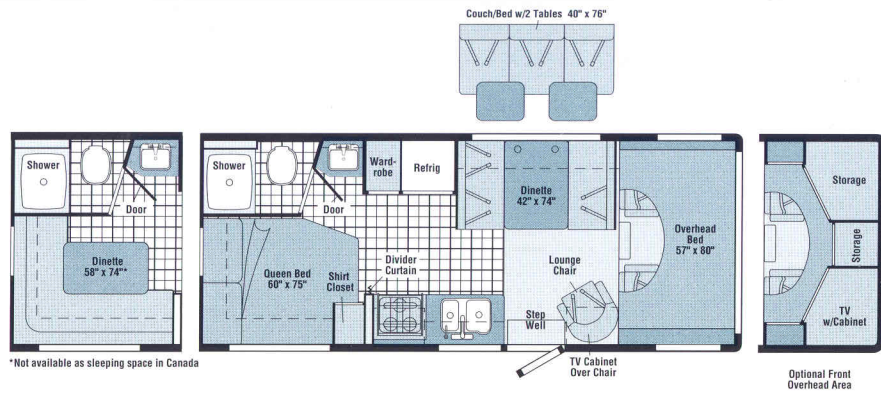 Couch/Bed w/2 Tables 40" x 76"
Shower
Door
Dinette
58" x 74"*
*Not available as sleeping space in Canada
Shower
Door
Ward-
robe
Refrig
Dinette
42" x 74"
Queen Bed
60" x 75"
Shirt
Closet
Divider
Curtain
Lounge
Chair
Step
Well
TV Cabinet
Over Chair
Overhead
Bed
57" x 80"
Storage
Storage
TV
w/Cabinet
Optional Front
Overhead Area